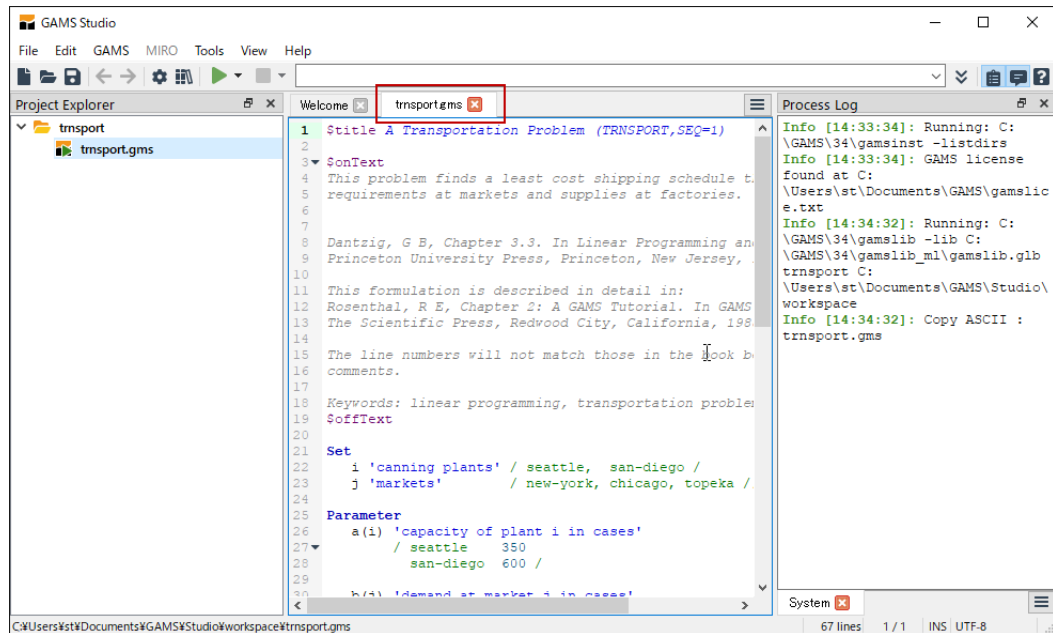 GAMS Studio
File Edit GAMS MIRO Tools View Help
Project Explorer
trnsport
trnsport.gms
Welcome trnsport.gms
1 $title A Transportation Problem (TRNSPORT,SEQ=1)
2
3 $onText
4 This problem finds a least cost shipping schedule t
5 requirements at markets and supplies at factories.
6
7
8 Dantzig, G B, Chapter 3.3. In Linear Programming an
9 Princeton University Press, Princeton, New Jersey,
10
11 This formulation is described in detail in:
12 Rosenthal, R E, Chapter 2: A GAMS Tutorial. In GAMS
13 The Scientific Press, Redwood City, California, 198
14
15 The line numbers will not match those in the book b
16 comments.
17
18 Keywords: linear programming, transportation problem
19 $offText
20
21 Set
22 i 'canning plants' / seattle, san-diego /
23 j 'markets' / new-york, chicago, topeka /
24
25 Parameter
26 a(i) 'capacity of plant i in cases'
27 / seattle 350
28 san-diego 600 /
29
30 b(j) 'demand at market j in cases'
Process Log
Info [14:33:34]: Running: C:
\GAMS\34\gamsinst -listdirs
Info [14:33:34]: GAMS license
found at C:
\Users\st\Documents\GAMS\gamslic
e.txt
Info [14:34:32]: Running: C:
\GAMS\34\gamslib -lib C:
\GAMS\34\gamslib_ml\gamslib.glb
trnsport C:
\Users\st\Documents\GAMS\Studio\
workspace
Info [14:34:32]: Copy ASCII :
trnsport.gms
System
C:¥Users¥st¥Documents¥GAMS¥Studio¥workspace¥trnsport.gms
67 lines 1 / 1 INS UTF-8